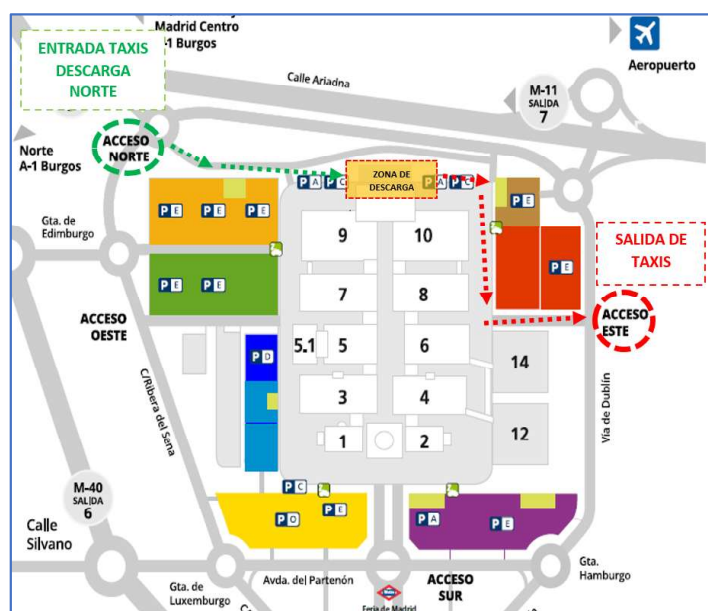 Madrid Centro
A-1 Burgos
ENTRADA TAXIS
DESCARGA
NORTE
Calle Ariadna
Aeropuerto
M-11
SALIDA
7
Norte
A-1 Burgos
ACCESO
NORTE
ZONA DE
DESCARGA
P A P C
P A P C
P E P E P E
P E
Gta. de
Edimburgo
9
10
SALIDA DE
TAXIS
P E P E
P E
7
8
ACCESO
OESTE
ACCESO
ESTE
5.1
5
6
P D
14
C/Ribera del Sena
3
4
Vía de Dublín
1
2
12
M-40
SALIDA
6
P C
P E
P O
P A
P E
Calle
Silvano
Gta. de
Luxemburgo
Avda. del Partenón
ACCESO
SUR
Gta.
Hamburgo
Feria de Madrid